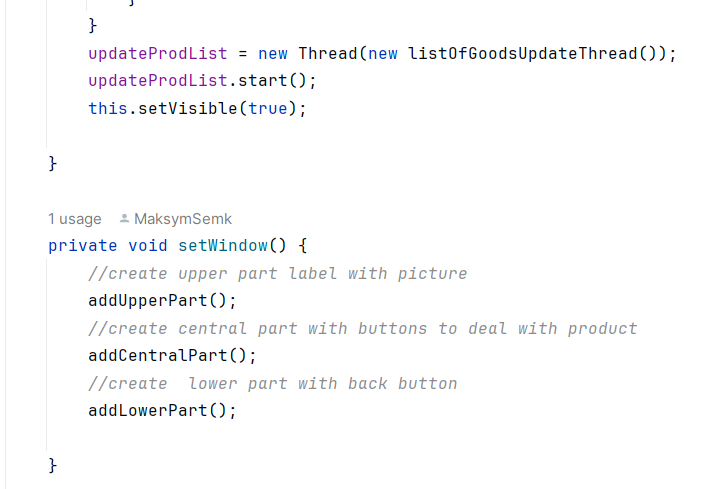 }
}
updateProdList = new Thread(new listOfGoodsUpdateThread());
updateProdList.start();
this.setVisible(true);
}
1 usage MaksymSemk
private void setWindow() {
//create upper part label with picture
addUpperPart();
//create central part with buttons to deal with product
addCentralPart();
//create  lower part with back button
addLowerPart();
}